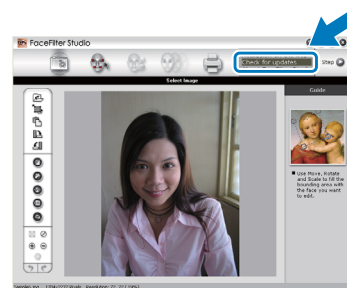 FaceFilter Studio
Check for updates
Step
Select Image
Guide
Use Move, Rotate
and Scale to fill the
bounding area with
the face you want
to edit.